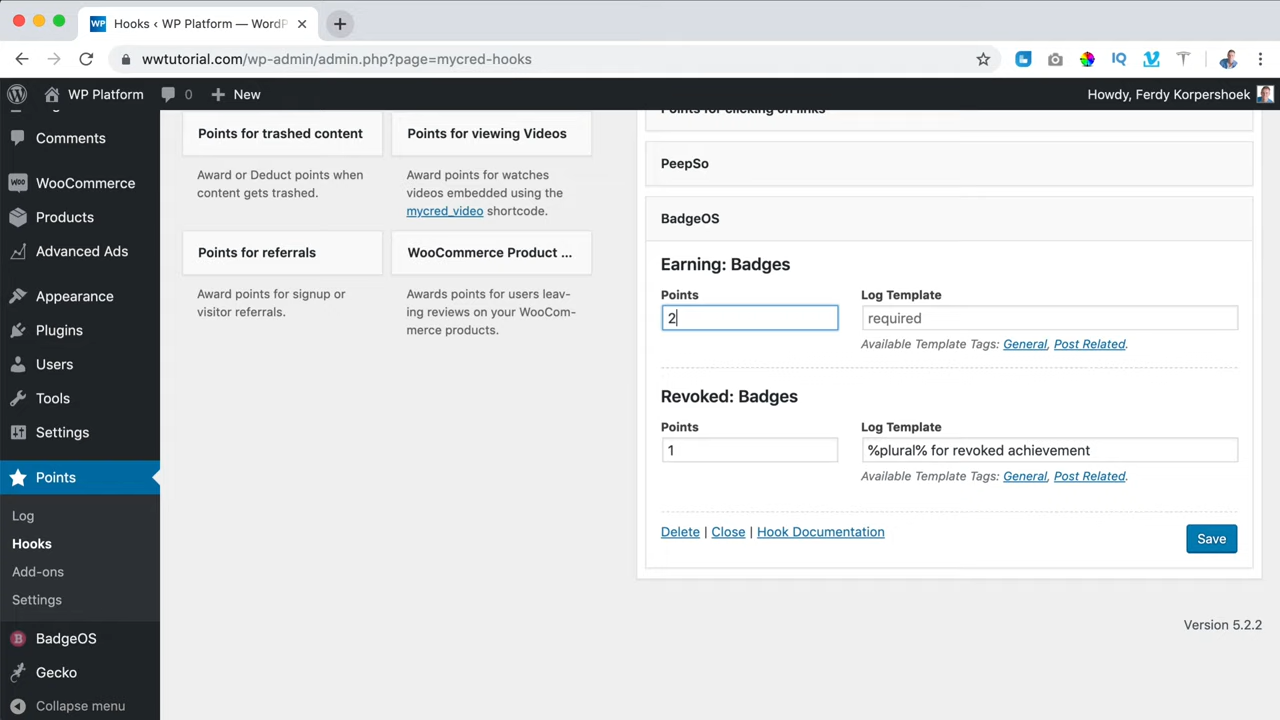 WP Hooks ‹ WP Platform — WordP
wwtutorial.com/wp-admin/admin.php?page=mycred-hooks
IQ
WP Platform 0 New
Howdy, Ferdy Korpershoek
Comments
WooCommerce
Products
Advanced Ads
Appearance
Plugins
Users
Tools
Settings
Points
Log
Hooks
Add-ons
Settings
BadgeOS
Gecko
Collapse menu
Points for trashed content
Award or Deduct points when
content gets trashed.
Points for viewing Videos
Award points for watches
videos embedded using the
mycred_video shortcode.
Points for referrals
Award points for signup or
visitor referrals.
WooCommerce Product ...
Awards points for users leav-
ing reviews on your WooCom-
merce products.
Points for clicking on links
PeepSo
BadgeOS
Earning: Badges
Points Log Template
2 required
Available Template Tags: General, Post Related.
Revoked: Badges
Points Log Template
1 %plural% for revoked achievement
Available Template Tags: General, Post Related.
Delete | Close | Hook Documentation
Save
Version 5.2.2